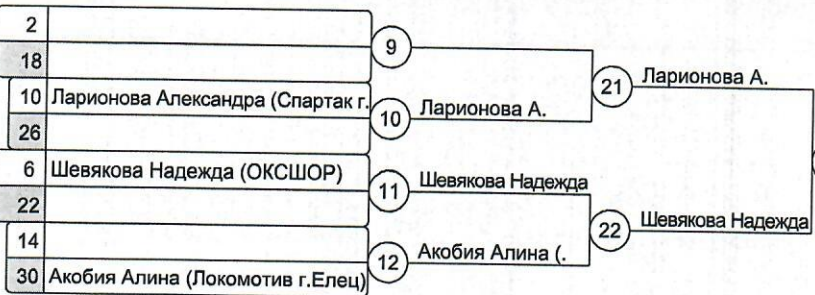 2
18
9
10 Ларионова Александра (Спартак г.
26
10 Ларионова А.
21 Ларионова А.
6 Шевякова Надежда (ОКСШОР)
22
11 Шевякова Надежда
14
30 Акобия Алина (Локомотив г.Елец)
12 Акобия Алина (.
22 Шевякова Надежда